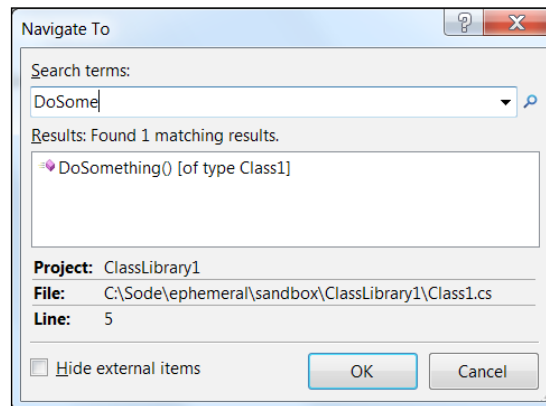 Navigate To
Search terms:
DoSome
Results: Found 1 matching results.
DoSomething() [of type Class1]
Project: ClassLibrary1
File: C:\Sode\ephemeral\sandbox\ClassLibrary1\Class1.cs
Line: 5
Hide external items
OK
Cancel